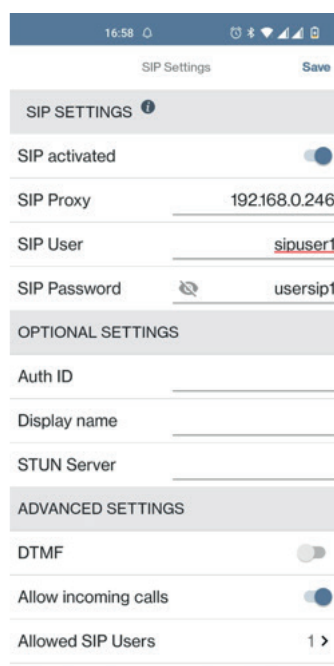 16:58
SIP Settings Save
SIP SETTINGS
SIP activated
SIP Proxy 192.168.0.246
SIP User sipuser1
SIP Password usersip1
OPTIONAL SETTINGS
Auth ID
Display name
STUN Server
ADVANCED SETTINGS
DTMF
Allow incoming calls
Allowed SIP Users 1 >